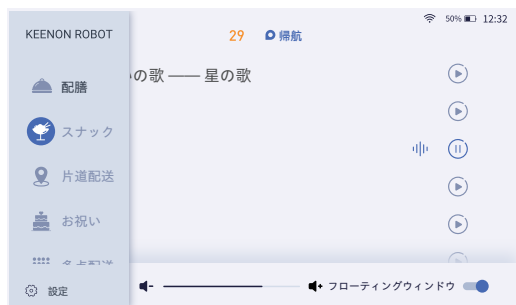 50% 12:32
KEENON ROBOT
29 帰航
の歌 —— 星の歌
配膳
スナック
片道配送
お祝い
設定
フローティングウィンドウ